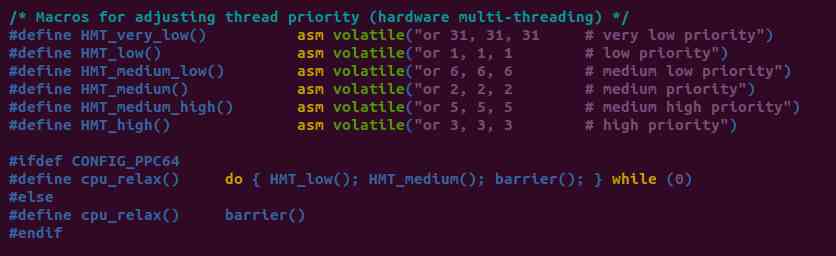 /* Macros for adjusting thread priority (hardware multi-threading) */
#define HMT_very_low()          asm volatile("or 31, 31, 31     # very low priority")
#define HMT_low()               asm volatile("or 1, 1, 1        # low priority")
#define HMT_medium_low()        asm volatile("or 6, 6, 6        # medium low priority")
#define HMT_medium()            asm volatile("or 2, 2, 2        # medium priority")
#define HMT_medium_high()       asm volatile("or 5, 5, 5        # medium high priority")
#define HMT_high()              asm volatile("or 3, 3, 3        # high priority")

#ifdef CONFIG_PPC64
#define cpu_relax()     do { HMT_low(); HMT_medium(); barrier(); } while (0)
#else
#define cpu_relax()     barrier()
#endif